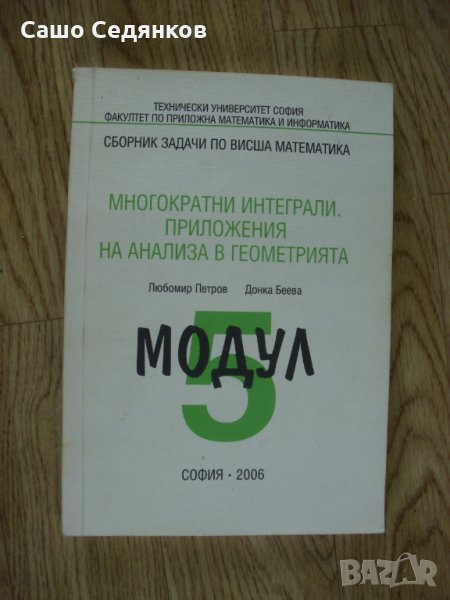 Сашо Седянков
ТЕХНИЧЕСКИ УНИВЕРСИТЕТ СОФИЯ
ФАКУЛТЕТ ПО ПРИЛОЖНА МАТЕМАТИКА И ИНФОРМАТИКА
СБОРНИК ЗАДАЧИ ПО ВИСША МАТЕМАТИКА
МНОГОКРАТНИ ИНТЕГРАЛИ.
ПРИЛОЖЕНИЯ
НА АНАЛИЗА В ГЕОМЕТРИЯТА
Любомир Петров Донка Беева
5
МОДУЛ
СОФИЯ · 2006
BAZAR